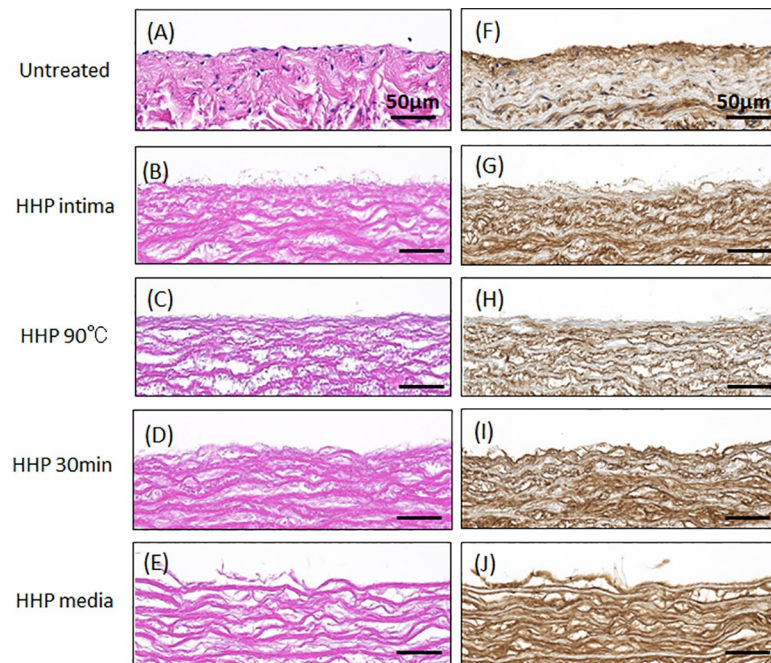 (A)
(F)
Untreated
50μm
50μm
(B)
(G)
HHP intima
(C)
(H)
HHP 90℃
(D)
(I)
HHP 30min
(E)
(J)
HHP media